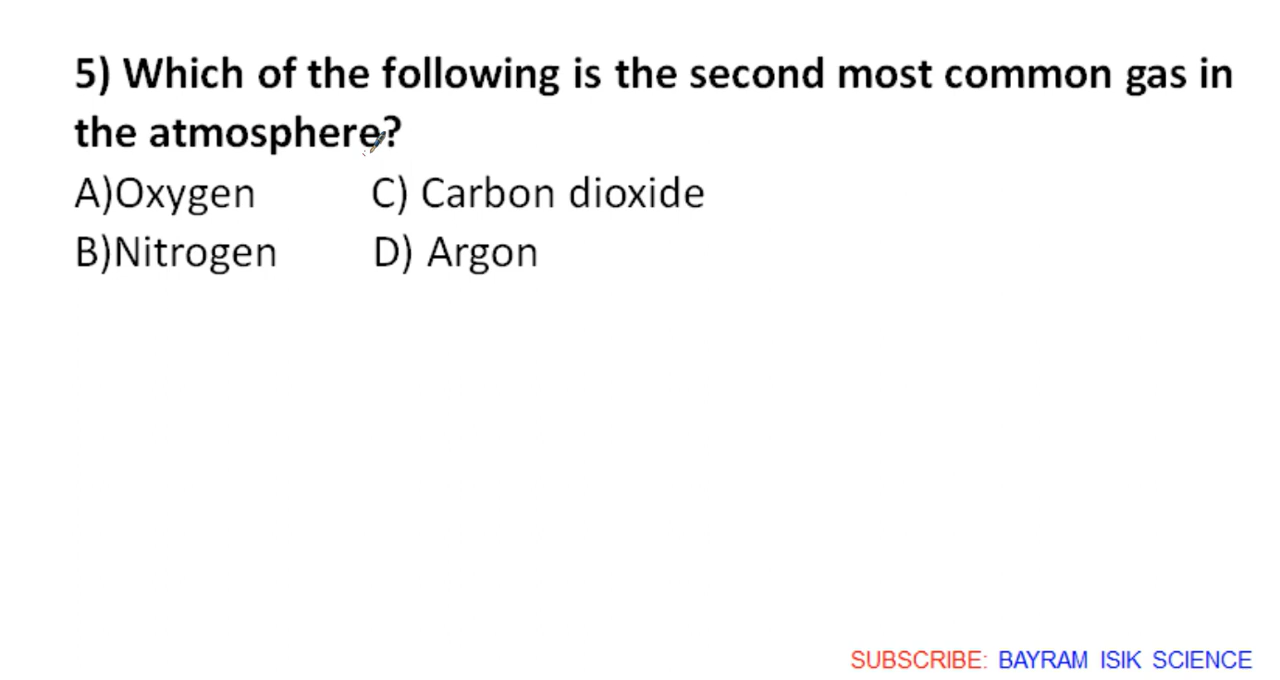 5) Which of the following is the second most common gas in
the atmosphere?
A)Oxygen C) Carbon dioxide
B)Nitrogen D) Argon
SUBSCRIBE: BAYRAM ISIK SCIENCE